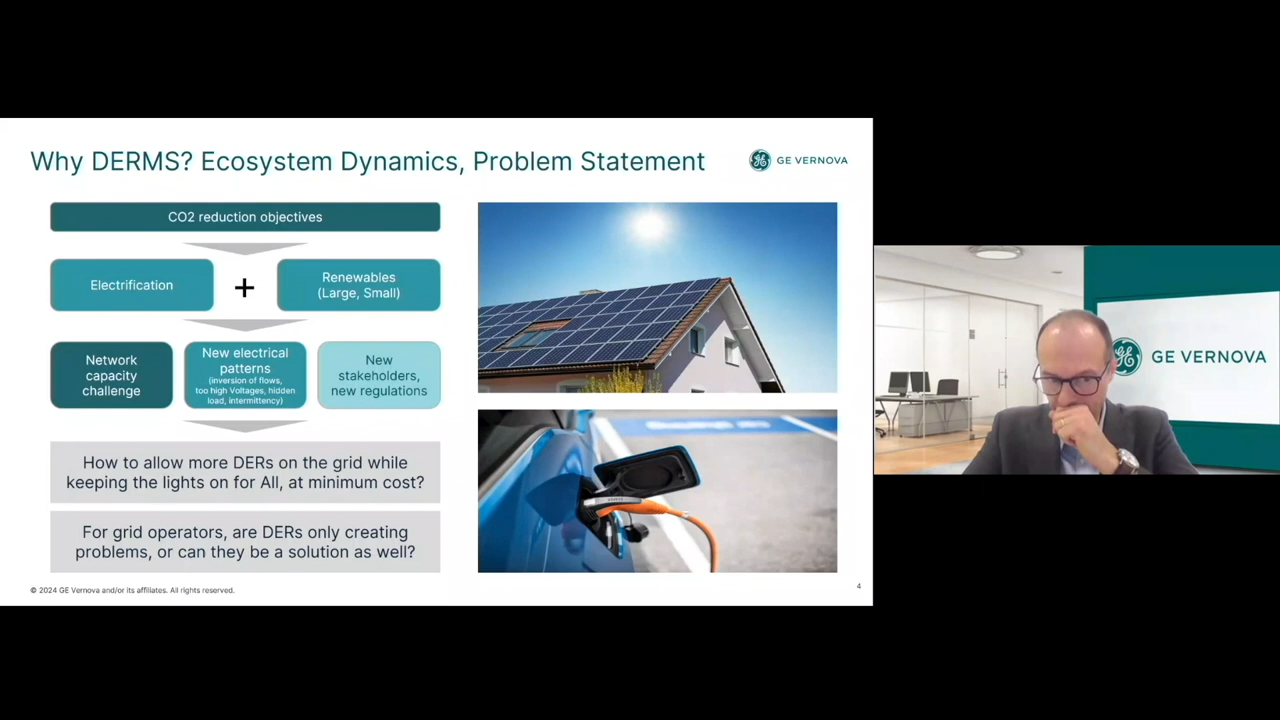 Why DERMS? Ecosystem Dynamics, Problem Statement
GE VERNOVA
CO2 reduction objectives
Electrification
+
Renewables
(Large, Small)
Network
capacity
challenge
New electrical
patterns
(inversion of flows,
too high Voltages, hidden
load, intermittency)
New
stakeholders,
new regulations
How to allow more DERs on the grid while
keeping the lights on for All, at minimum cost?
For grid operators, are DERs only creating
problems, or can they be a solution as well?
© 2024 GE Vernova and/or its affiliates. All rights reserved.
4
GE VERNOVA